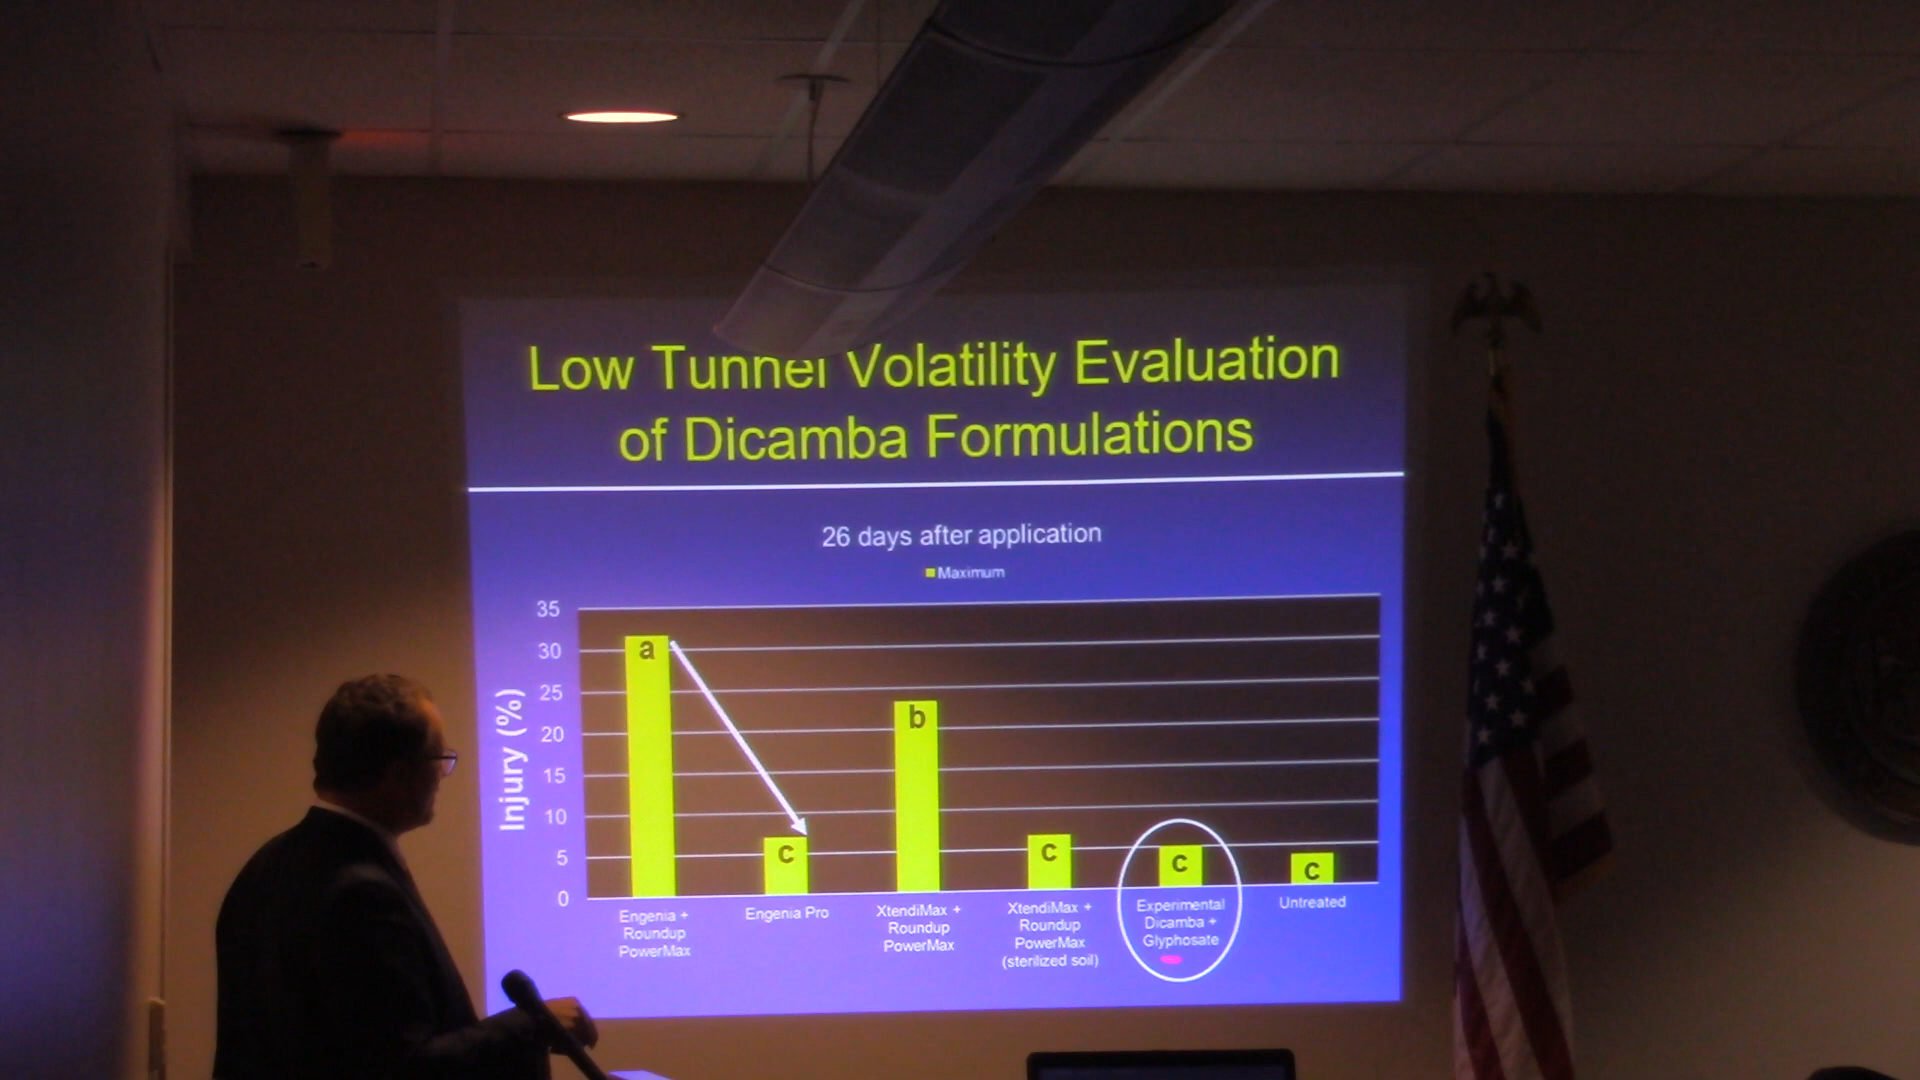 Low Tunnel Volatility Evaluation
of Dicamba Formulations
26 days after application
Maximum
35
30
25
20
15
10
5
0
Injury (%)
a
c
b
c
c
c
Engenia +
Roundup
PowerMax
Engenia Pro
XtendiMax +
Roundup
PowerMax
XtendiMax +
Roundup
PowerMax
(sterilized soil)
Experimental
Dicamba +
Glyphosate
Untreated